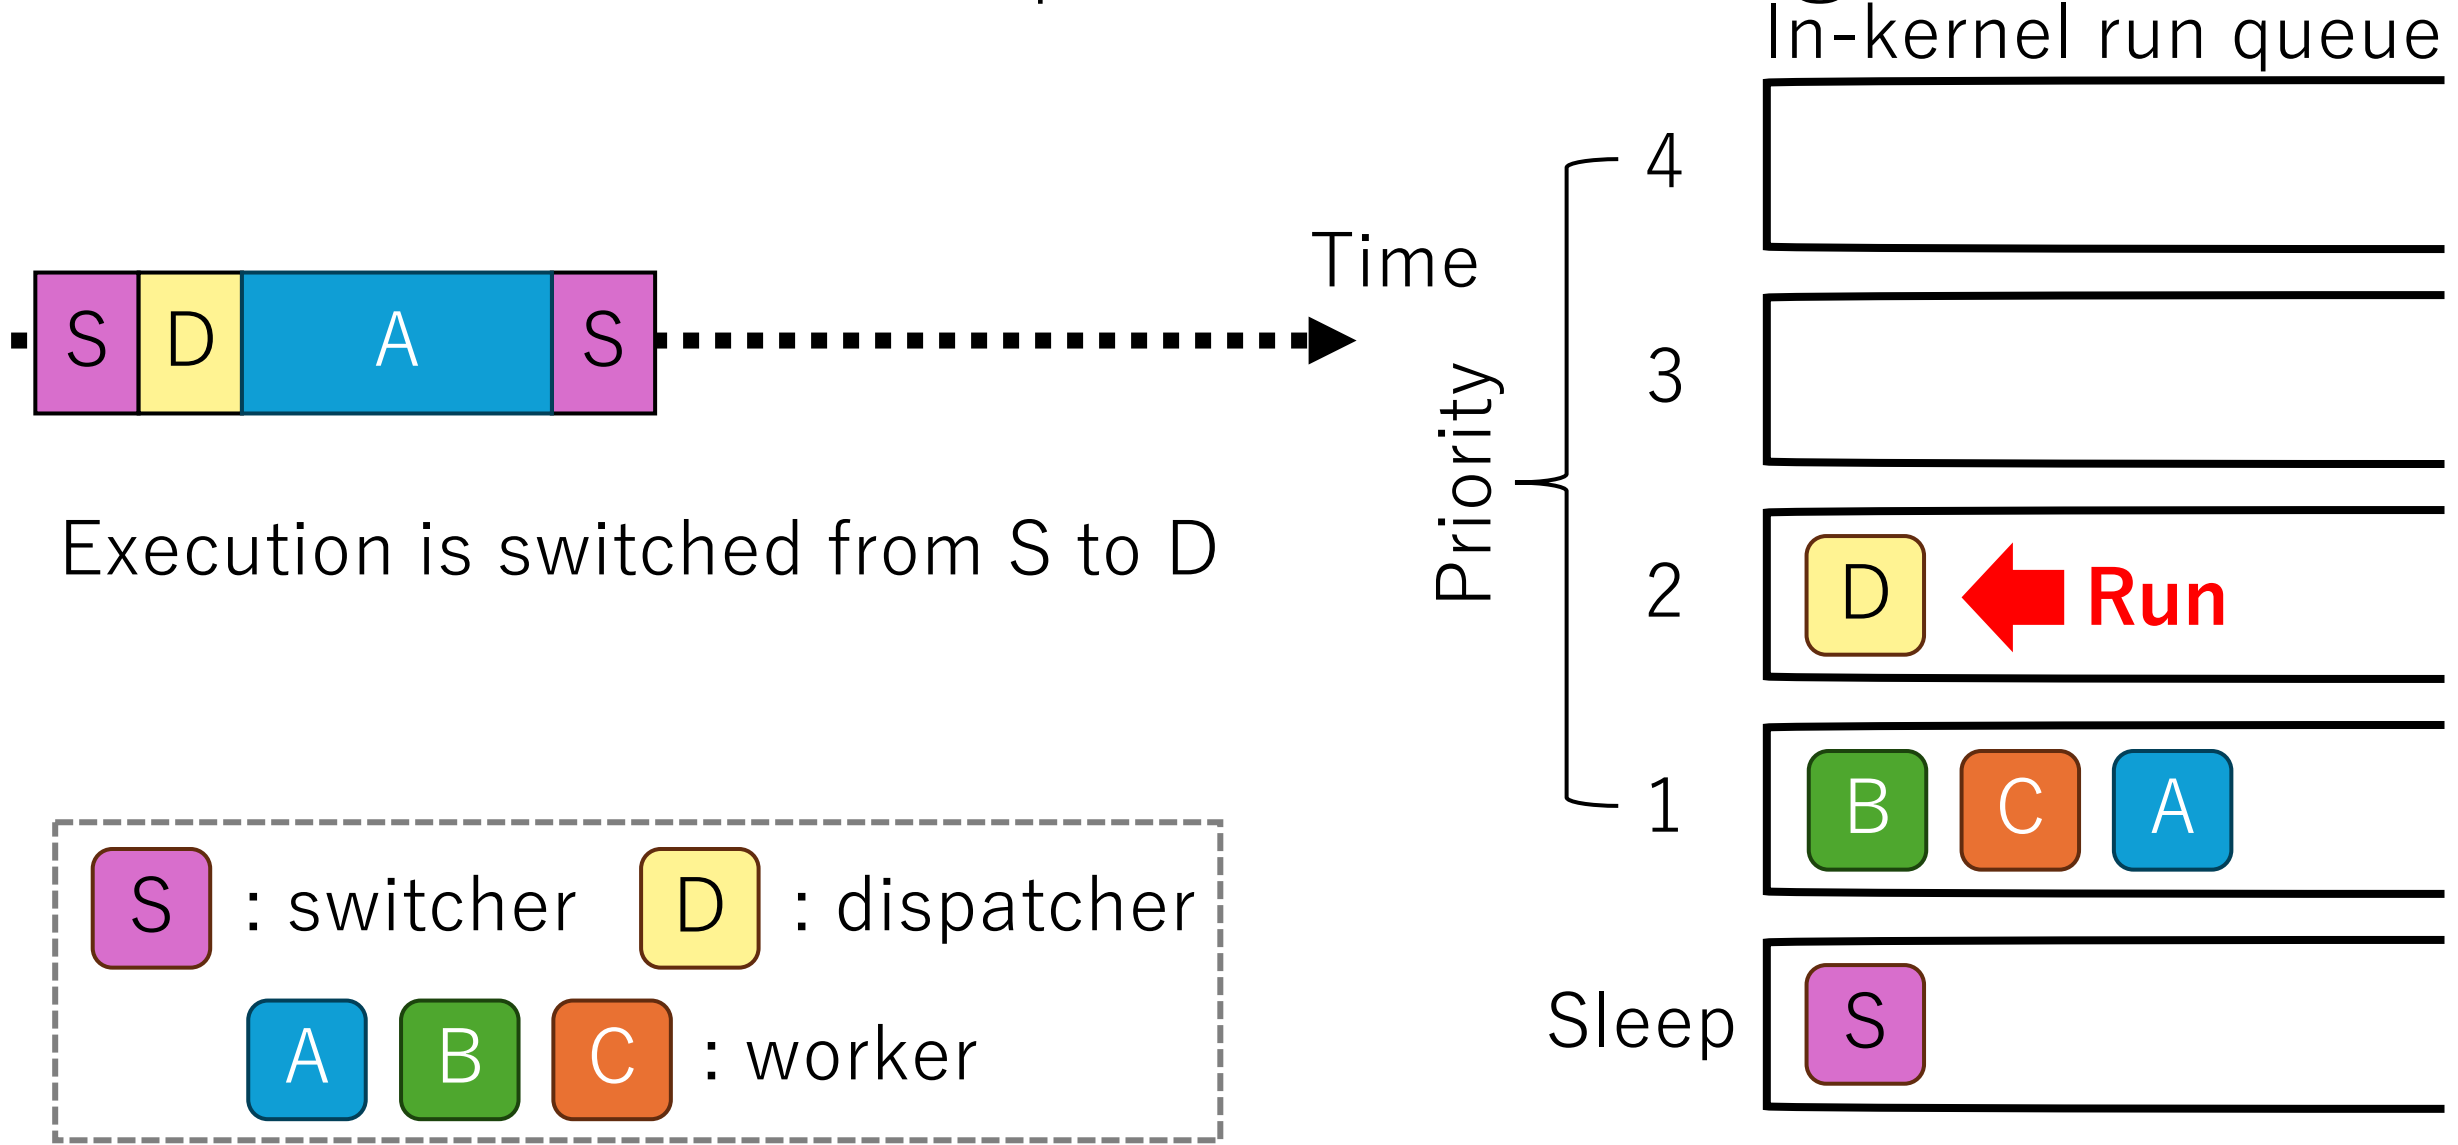 In-kernel run queue
4
Time
S D A S
3
Priority
Execution is switched from S to D
2
D Run
1
B C A
S : switcher D : dispatcher
A B C : worker
Sleep
S